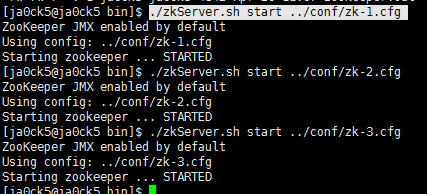 [ja0ck5@ja0ck5 bin]$ ./zkServer.sh start ../conf/zk-1.cfg
ZooKeeper JMX enabled by default
Using config: ../conf/zk-1.cfg
Starting zookeeper ... STARTED
[ja0ck5@ja0ck5 bin]$ ./zkServer.sh start ../conf/zk-2.cfg
ZooKeeper JMX enabled by default
Using config: ../conf/zk-2.cfg
Starting zookeeper ... STARTED
[ja0ck5@ja0ck5 bin]$ ./zkServer.sh start ../conf/zk-3.cfg
ZooKeeper JMX enabled by default
Using config: ../conf/zk-3.cfg
Starting zookeeper ... STARTED
[ja0ck5@ja0ck5 bin]$